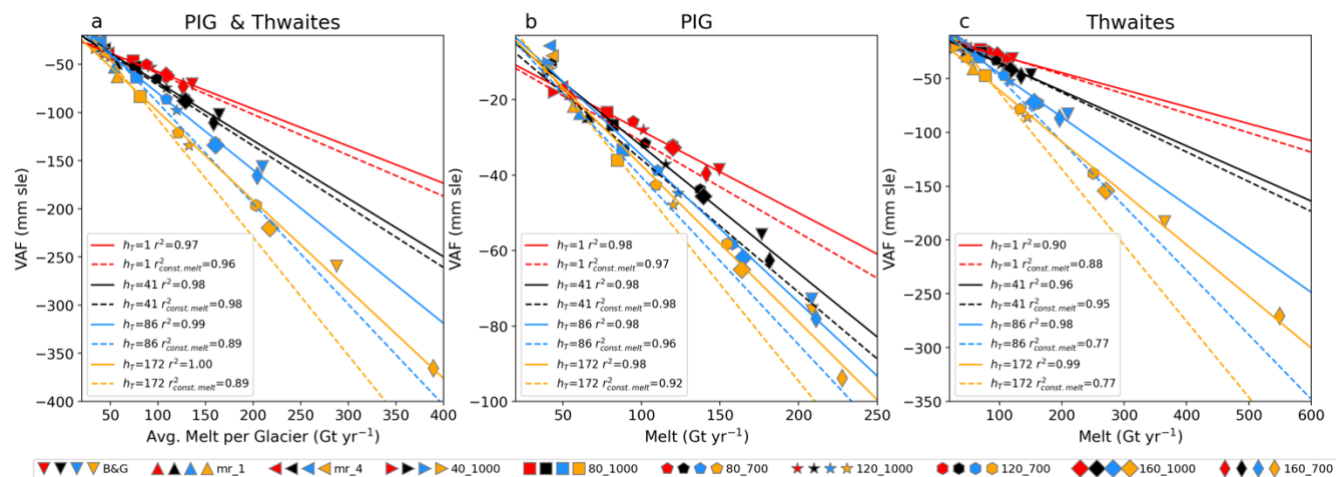 a PIG & Thwaites
b PIG
c Thwaites
VAF (mm sle)
−50
−100
−150
−200
−250
−300
−350
−400
h_T=1 r²=0.97
h_T=1 r²_const.melt=0.96
h_T=41 r²=0.98
h_T=41 r²_const.melt=0.98
h_T=86 r²=0.99
h_T=86 r²_const.melt=0.89
h_T=172 r²=1.00
h_T=172 r²_const.melt=0.89
50 100 150 200 250 300 350 400
Avg. Melt per Glacier (Gt yr⁻¹)
VAF (mm sle)
−20
−40
−60
−80
−100
h_T=1 r²=0.98
h_T=1 r²_const.melt=0.97
h_T=41 r²=0.98
h_T=41 r²_const.melt=0.98
h_T=86 r²=0.98
h_T=86 r²_const.melt=0.96
h_T=172 r²=0.98
h_T=172 r²_const.melt=0.92
50 100 150 200 250
Melt (Gt yr⁻¹)
VAF (mm sle)
−50
−100
−150
−200
−250
−300
−350
h_T=1 r²=0.90
h_T=1 r²_const.melt=0.88
h_T=41 r²=0.96
h_T=41 r²_const.melt=0.95
h_T=86 r²=0.98
h_T=86 r²_const.melt=0.77
h_T=172 r²=0.99
h_T=172 r²_const.melt=0.77
100 200 300 400 500 600
Melt (Gt yr⁻¹)
B&G mr_1 mr_4 40_1000 80_1000 80_700 120_1000 120_700 160_1000 160_700